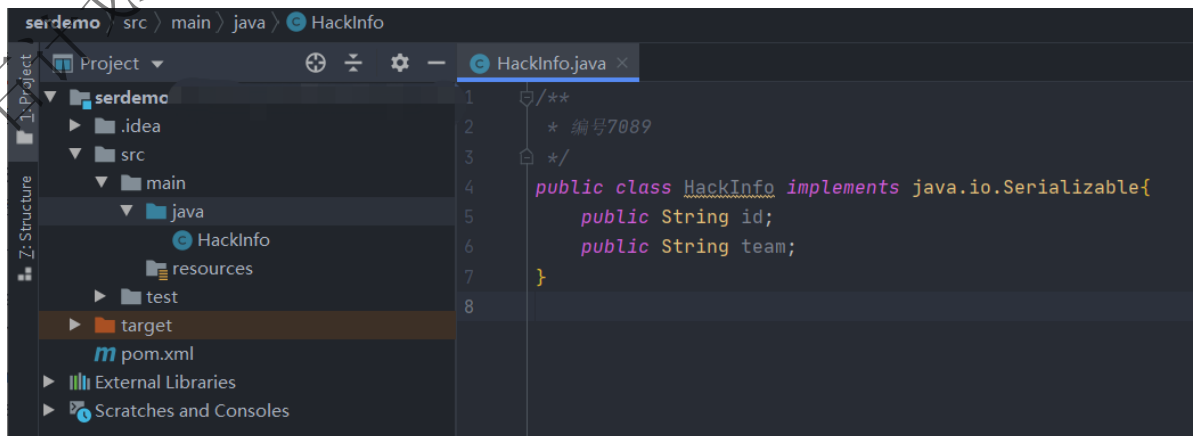 serdemo 〉 src 〉 main 〉 java 〉 HackInfo
Project
HackInfo.java ×
1: Project
7: Structure
serdemo
.idea
src
main
java
HackInfo
resources
test
target
pom.xml
External Libraries
Scratches and Consoles
1 /**
2 * 编号7089
3 */
4 public class HackInfo implements java.io.Serializable{
5 public String id;
6 public String team;
7 }
8